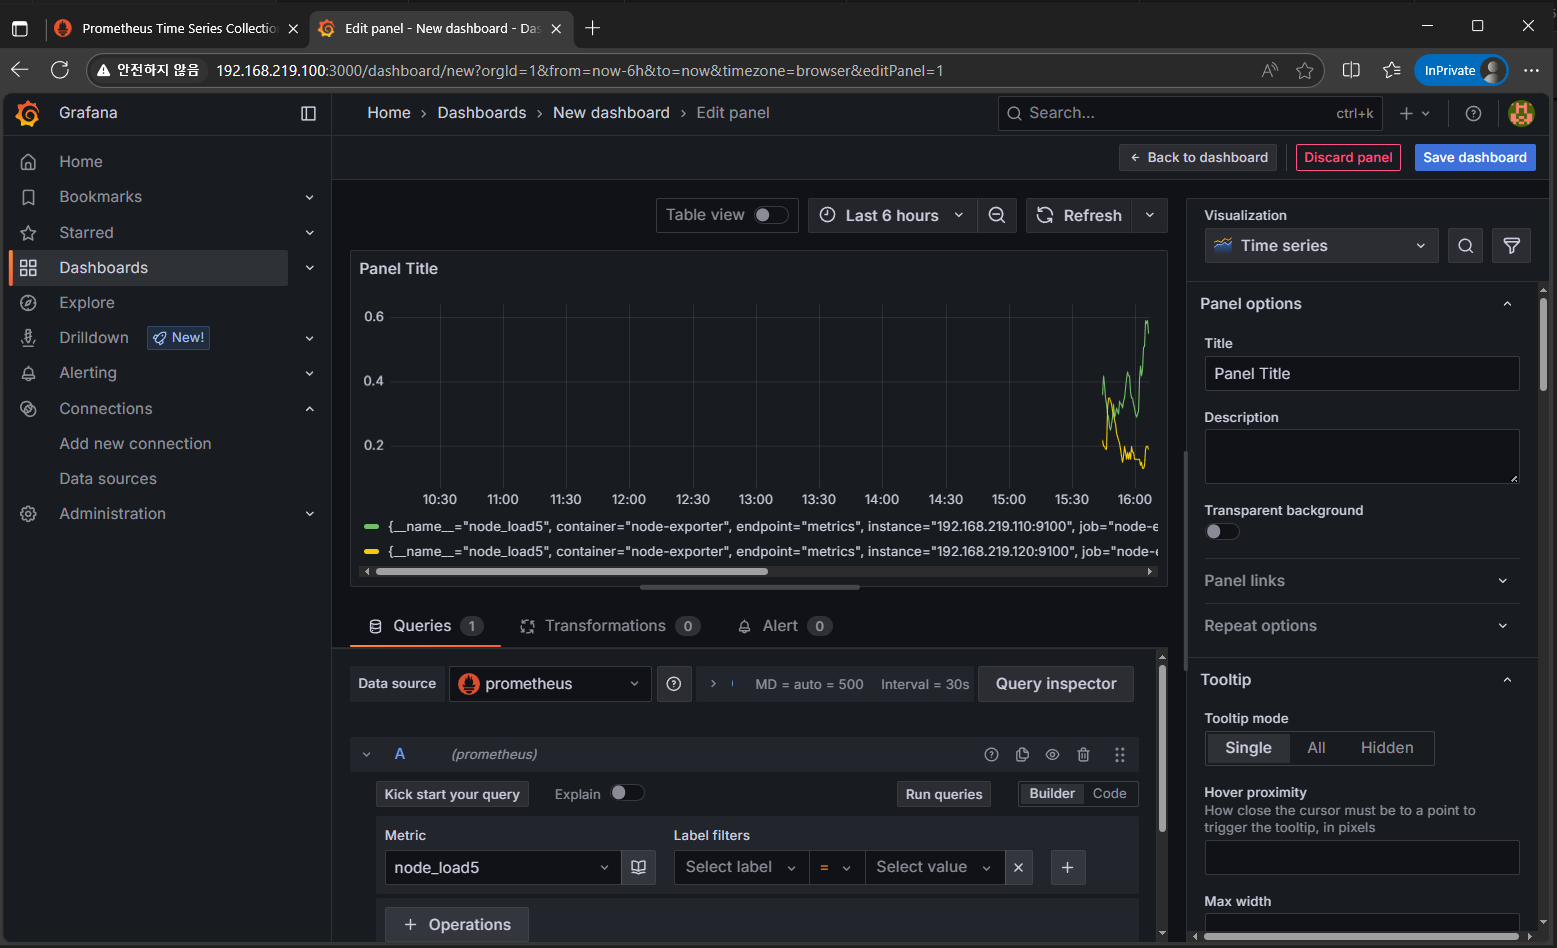 Prometheus Time Series Collectio
Edit panel - New dashboard - Das
안전하지 않음 192.168.219.100:3000/dashboard/new?orgId=1&from=now-6h&to=now&timezone=browser&editPanel=1
InPrivate
Grafana
Home › Dashboards › New dashboard › Edit panel
Search... ctrl+k
Home
Bookmarks
Starred
Dashboards
Explore
Drilldown New!
Alerting
Connections
Add new connection
Data sources
Administration
← Back to dashboard Discard panel Save dashboard
Table view Last 6 hours Refresh
Panel Title
0.6
0.4
0.2
10:30 11:00 11:30 12:00 12:30 13:00 13:30 14:00 14:30 15:00 15:30 16:00
{__name__="node_load5", container="node-exporter", endpoint="metrics", instance="192.168.219.110:9100", job="node-e
{__name__="node_load5", container="node-exporter", endpoint="metrics", instance="192.168.219.120:9100", job="node-e
Queries 1 Transformations 0 Alert 0
Data source prometheus MD = auto = 500 Interval = 30s Query inspector
A (prometheus)
Kick start your query Explain Run queries Builder Code
Metric Label filters
node_load5 Select label = Select value
+ Operations
Visualization
Time series
Panel options
Title
Panel Title
Description
Transparent background
Panel links
Repeat options
Tooltip
Tooltip mode
Single All Hidden
Hover proximity
How close the cursor must be to a point to
trigger the tooltip, in pixels
Max width